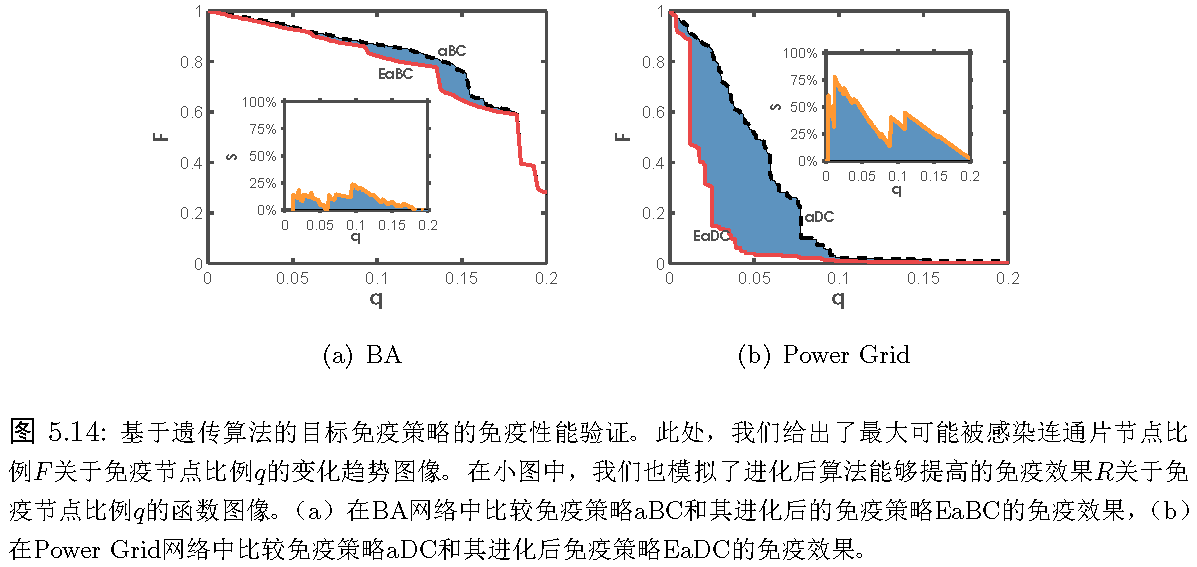 1
0.8
0.6
0.4
0.2
0
F
0
0.05
0.1
0.15
0.2
q
aBC
EaBC
100%
75%
50%
25%
0%
s
0
0.05
0.1
0.15
0.2
q
(a) BA
1
0.8
0.6
0.4
0.2
0
F
0
0.05
0.1
0.15
0.2
q
aDC
EaDC
100%
75%
50%
25%
0%
s
0
0.05
0.1
0.15
0.2
q
(b) Power Grid
图 5.14: 基于遗传算法的目标免疫策略的免疫性能验证。此处，我们给出了最大可能被感染连通片节点比
例F关于免疫节点比例q的变化趋势图像。在小图中，我们也模拟了进化后算法能够提高的免疫效果R关于免
疫节点比例q的函数图像。（a）在BA网络中比较免疫策略aBC和其进化后的免疫策略EaBC的免疫效果，（b）
在Power Grid网络中比较免疫策略aDC和其进化后免疫策略EaDC的免疫效果。